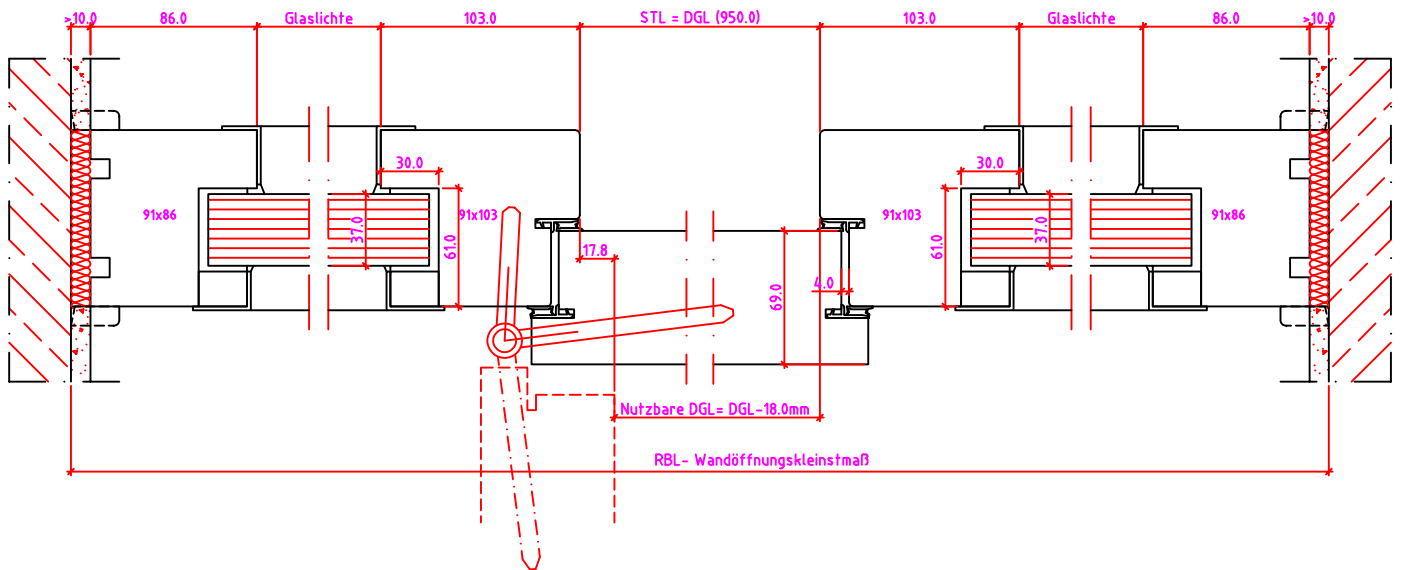 >10.0 86.0 Glaslichte 103.0 STL = DGL (950.0) 103.0 Glaslichte 86.0 >10.0
30.0 30.0
91x86 91x103 91x103 91x86
37.0 61.0 61.0 37.0
17.8
4.0
69.0
Nutzbare DGL= DGL-18.0mm
RBL- Wandöffnungskleinstmaß